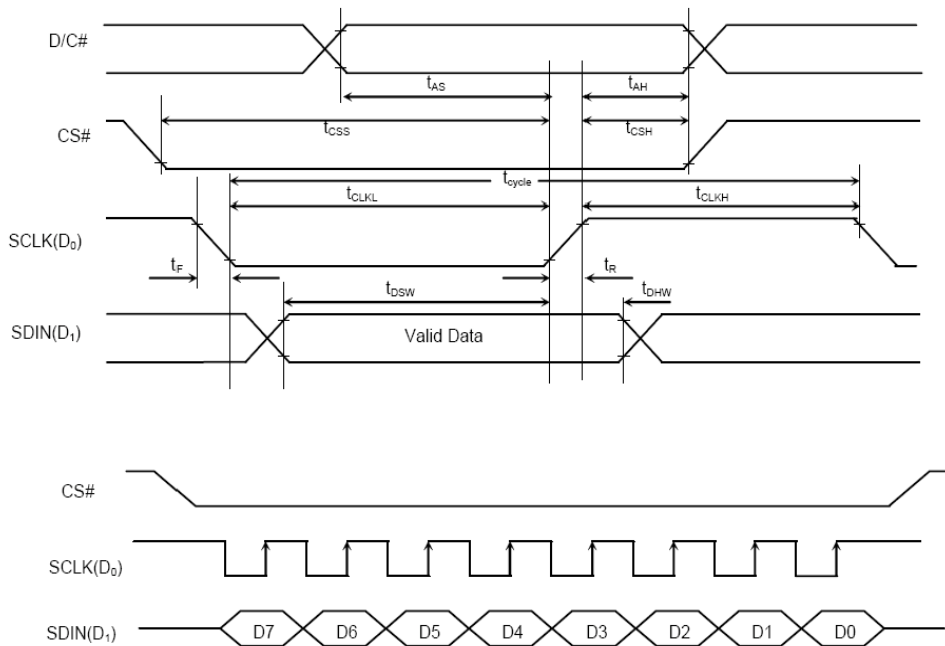 D/C#
tAS
tAH
tCSS
tCSH
CS#
tcycle
tCLKL
tCLKH
SCLK(D0)
tF
tR
tDSW
tDHW
SDIN(D1)
Valid Data
CS#
SCLK(D0)
SDIN(D1)
D7 D6 D5 D4 D3 D2 D1 D0